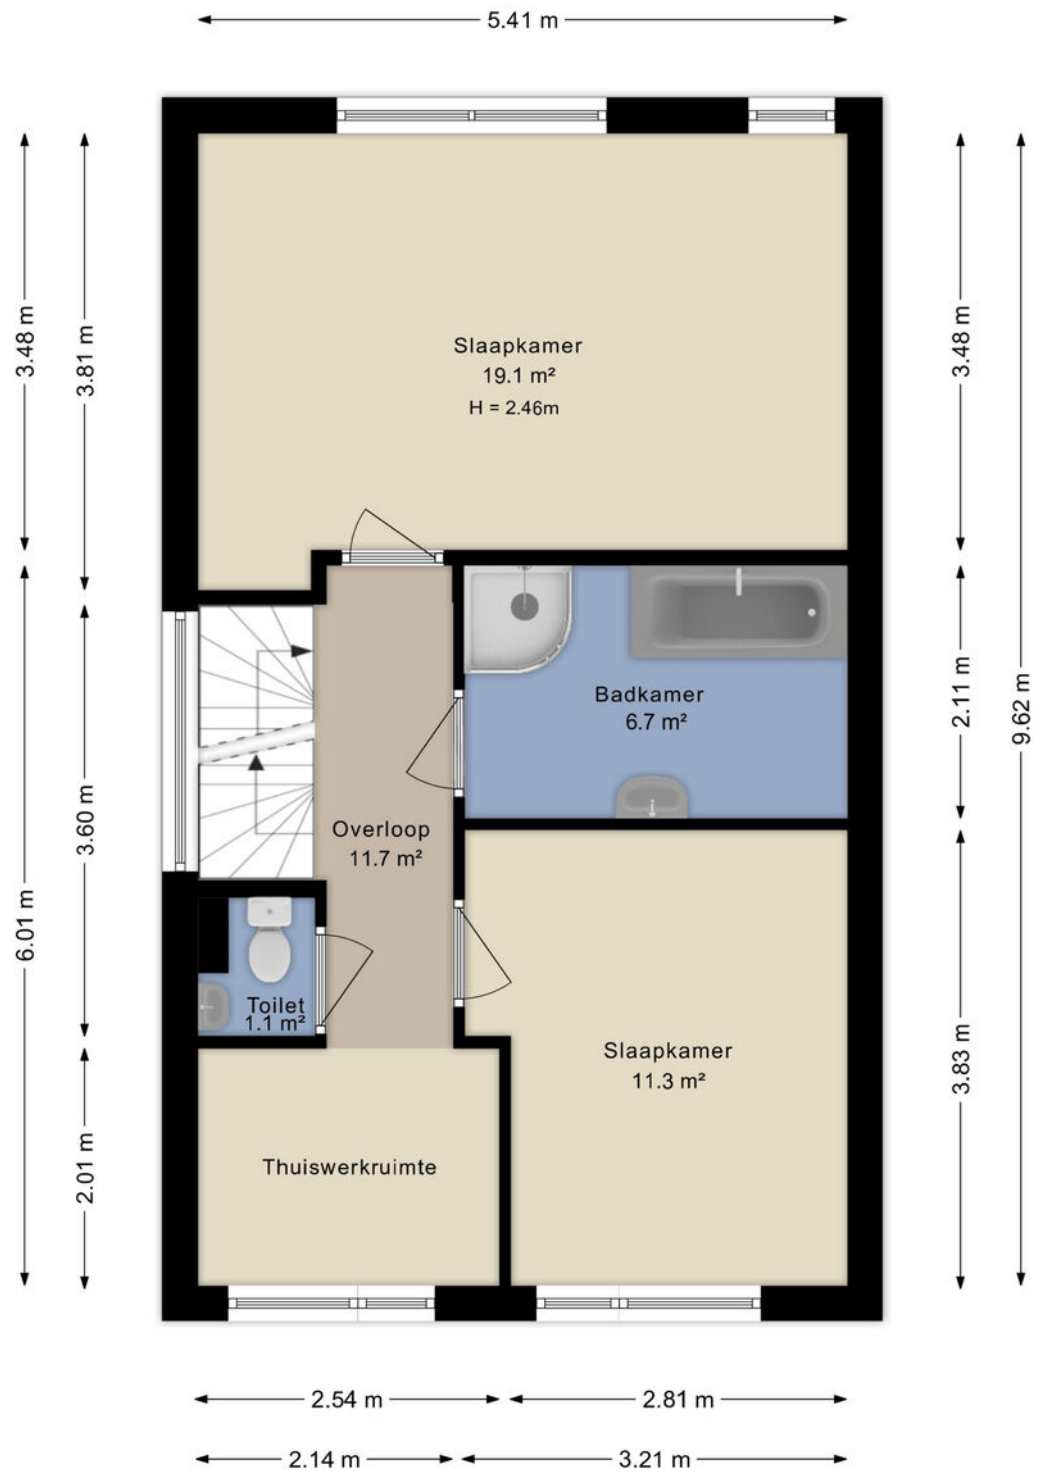 5.41 m
3.48 m
3.81 m
3.48 m
Slaapkamer
19.1 m²
H = 2.46m
2.11 m
9.62 m
Badkamer
6.7 m²
3.60 m
Overloop
11.7 m²
6.01 m
Toilet
1.1 m²
Slaapkamer
11.3 m²
3.83 m
2.01 m
Thuiswerkruimte
2.54 m
2.81 m
2.14 m
3.21 m